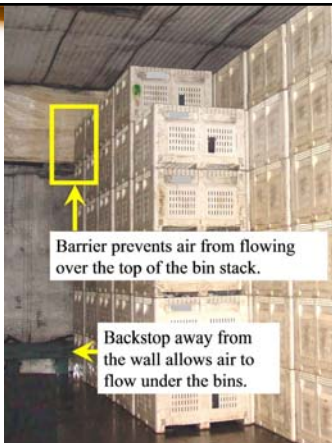 Barrier prevents air from flowing
over the top of the bin stack.
Backstop away from
the wall allows air to
flow under the bins.